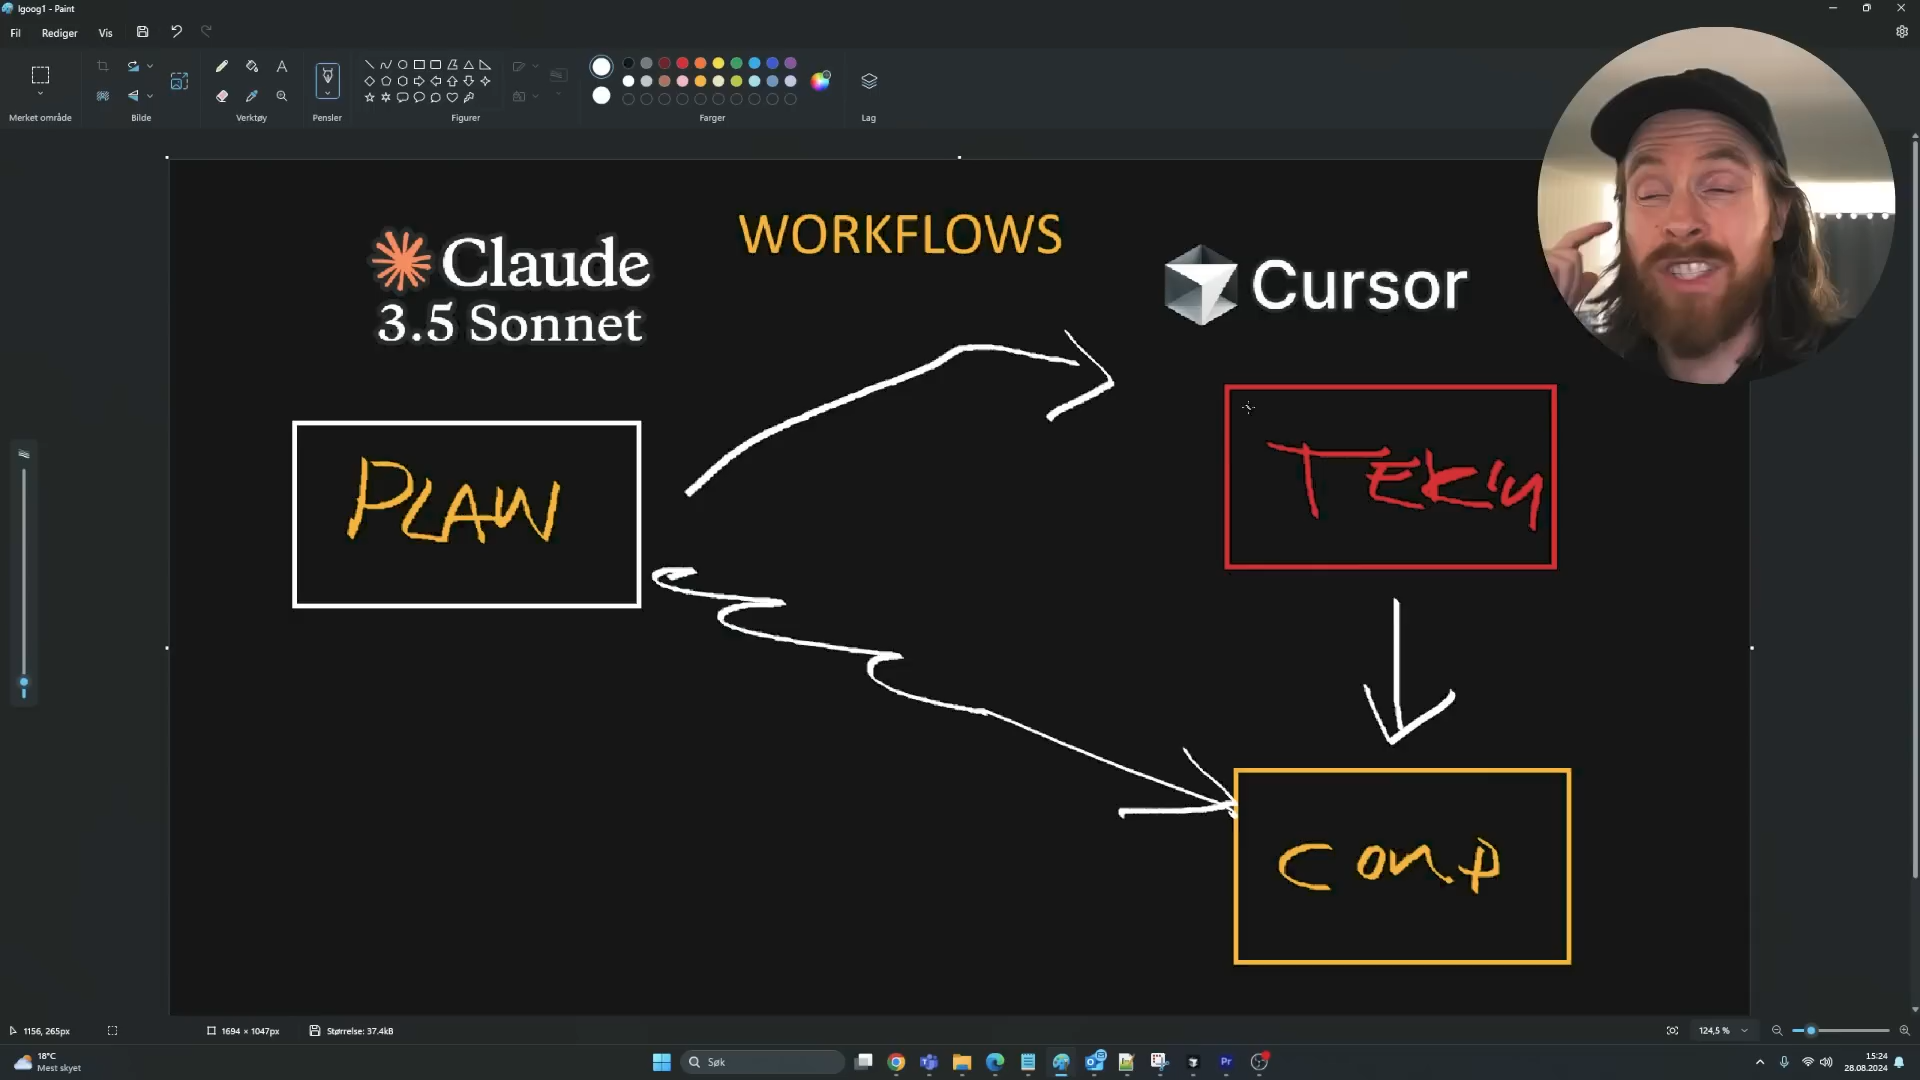 lgoog1 - Paint
Fil Rediger Vis
Merket område Bilde Verktøy Pensler Figurer Farger Lag
WORKFLOWS
Claude
3.5 Sonnet
Cursor
PLAN
COMP
1156, 265px 1694 × 1047px Størrelse: 37.4kB 124,5 %
18°C
Mest skyet
Søk
15:24
28.08.2024